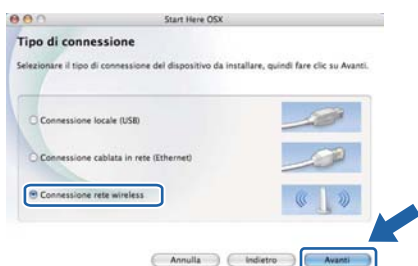 Start Here OSX
Tipo di connessione
Selezionare il tipo di connessione del dispositivo da installare, quindi fare clic su Avanti.
Connessione locale (USB)
Connessione cablata in rete (Ethernet)
Connessione rete wireless
Annulla Indietro Avanti